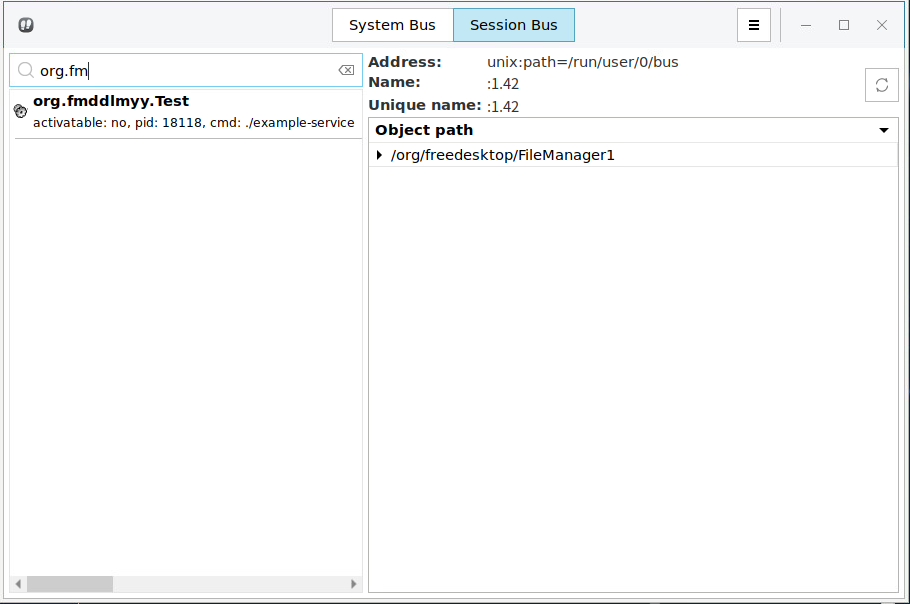 System Bus Session Bus
org.fm
org.fmddlmyy.Test
activatable: no, pid: 18118, cmd: ./example-service
Address: unix:path=/run/user/0/bus
Name: :1.42
Unique name: :1.42
Object path
/org/freedesktop/FileManager1